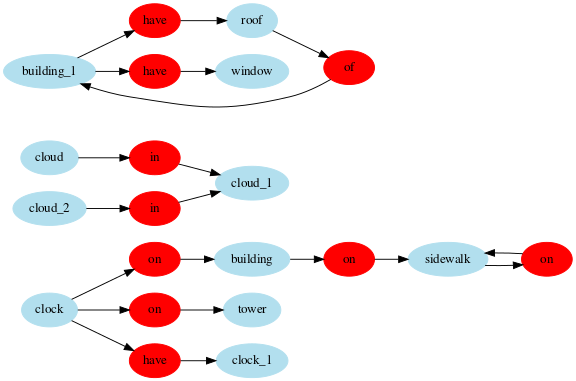 have
roof
building_1
have
window
of
cloud
in
cloud_1
cloud_2
in
on
building
on
sidewalk
on
clock
on
tower
have
clock_1